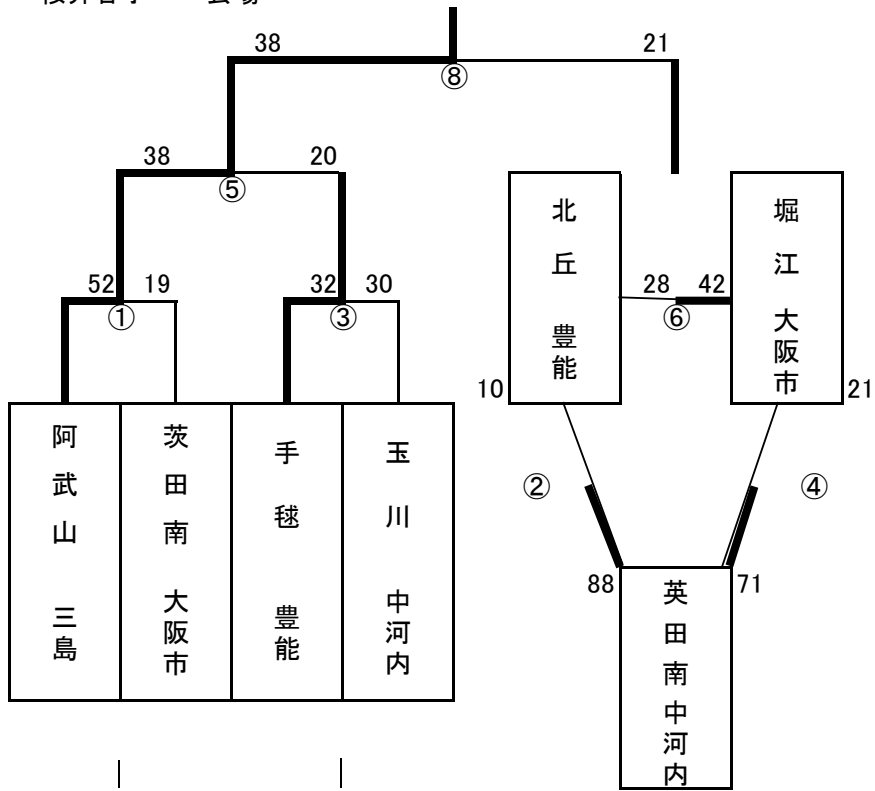 38 21
⑧
38 20
⑤
52 19 32 30 28 42
① ③ ⑥
北丘 豊能
堀江 大阪市
10 21
阿武山 三島
茨田南 大阪市
手毬 豊能
玉川 中河内
② ④
88 71
英田南 中河内